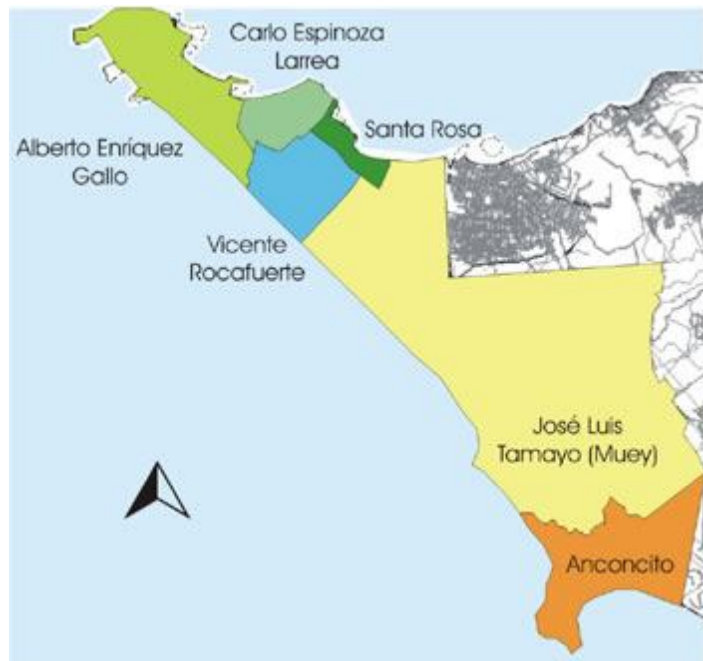 Carlo Espinoza
Larrea
Santa Rosa
Alberto Enríquez
Gallo
Vicente
Rocafuerte
José Luis
Tamayo (Muey)
Anconcito